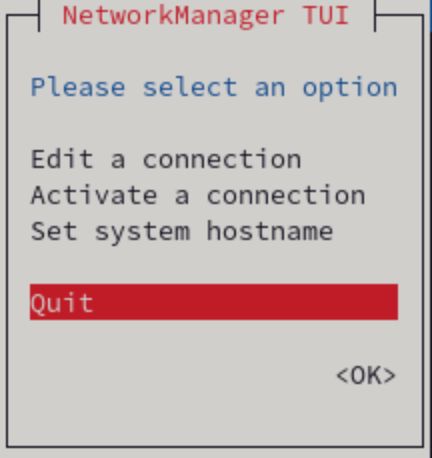 NetworkManager TUI
Please select an option
Edit a connection
Activate a connection
Set system hostname
Quit
<OK>